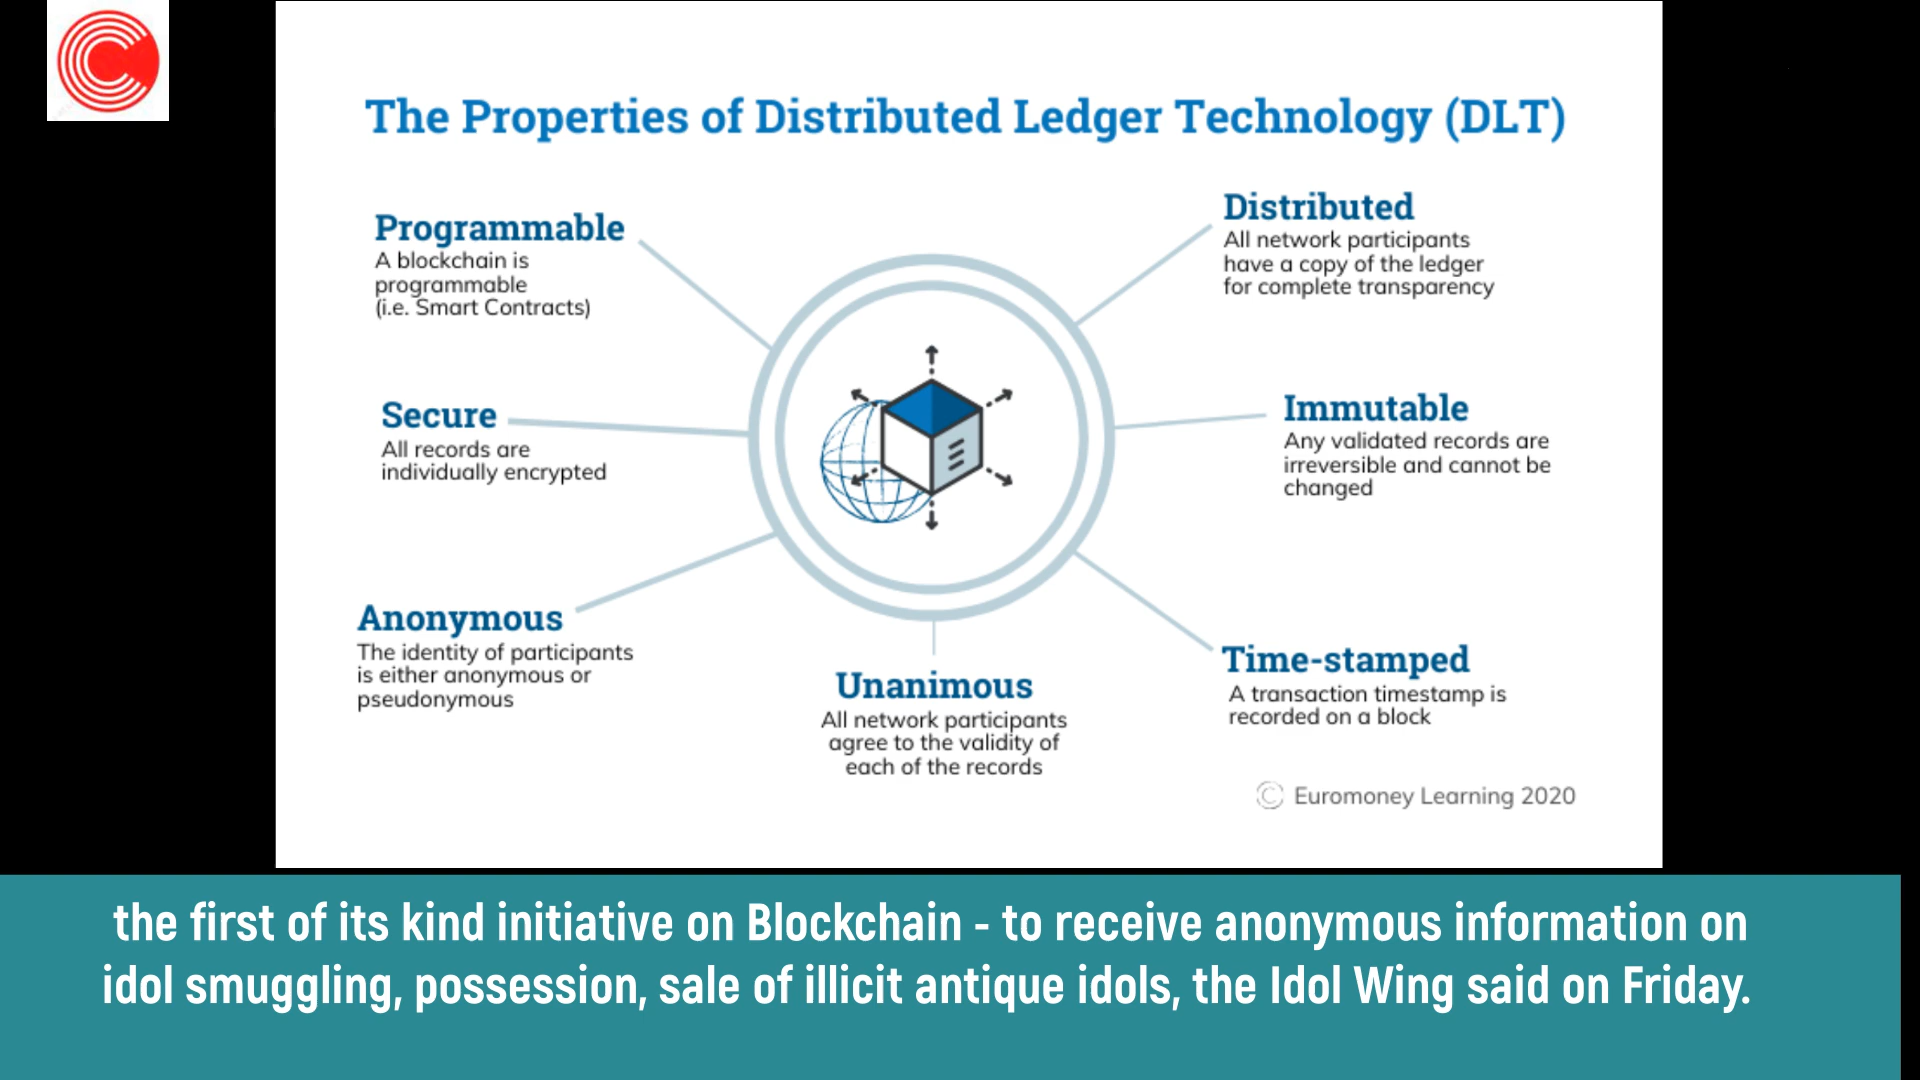 The Properties of Distributed Ledger Technology (DLT)
Programmable
A blockchain is
programmable
(i.e. Smart Contracts)
Secure
All records are
individually encrypted
Anonymous
The identity of participants
is either anonymous or
pseudonymous
Unanimous
All network participants
agree to the validity of
each of the records
Distributed
All network participants
have a copy of the ledger
for complete transparency
Immutable
Any validated records are
irreversible and cannot be
changed
Time-stamped
A transaction timestamp is
recorded on a block
Euromoney Learning 2020
the first of its kind initiative on Blockchain - to receive anonymous information on
idol smuggling, possession, sale of illicit antique idols, the Idol Wing said on Friday.